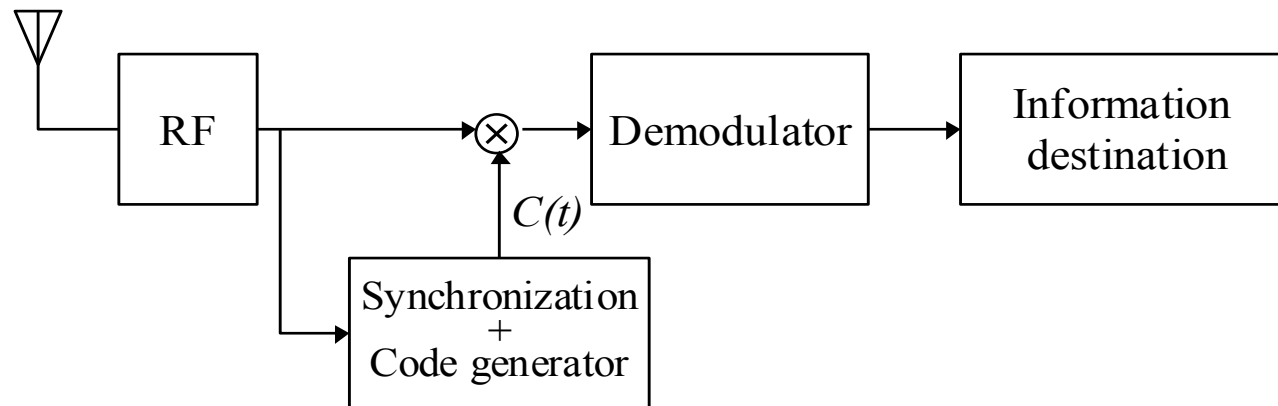 RF
Demodulator
Information
destination
C(t)
Synchronization
+
Code generator